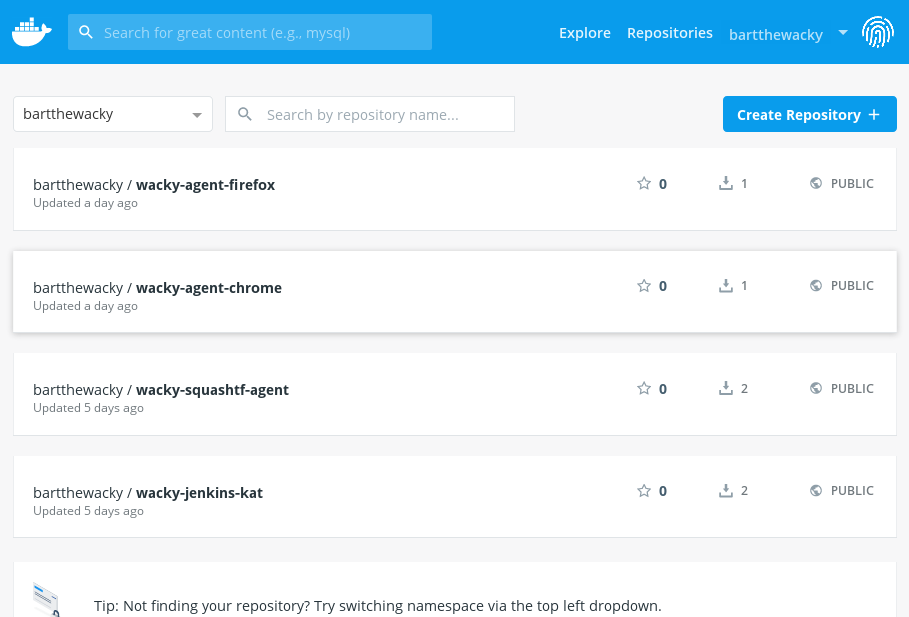 Search for great content (e.g., mysql)
Explore
Repositories
bartthewacky
bartthewacky
Search by repository name...
Create Repository +
bartthewacky / wacky-agent-firefox
0
1
PUBLIC
Updated a day ago
bartthewacky / wacky-agent-chrome
0
1
PUBLIC
Updated a day ago
bartthewacky / wacky-squashtf-agent
0
2
PUBLIC
Updated 5 days ago
bartthewacky / wacky-jenkins-kat
0
2
PUBLIC
Updated 5 days ago
Tip: Not finding your repository? Try switching namespace via the top left dropdown.